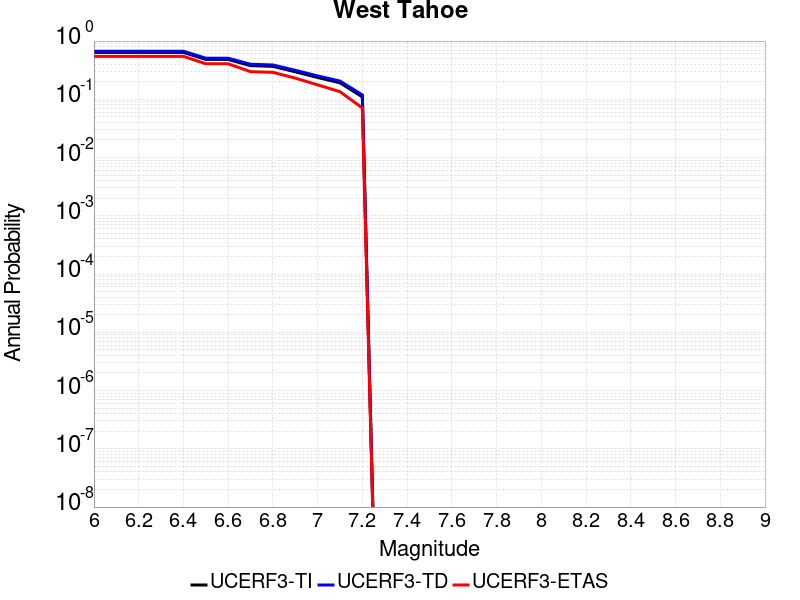 West Tahoe
10^0
10^-1
10^-2
10^-3
10^-4
10^-5
10^-6
10^-7
10^-8
Annual Probability
6 6.2 6.4 6.6 6.8 7 7.2 7.4 7.6 7.8 8 8.2 8.4 8.6 8.8 9
Magnitude
UCERF3-TI UCERF3-TD UCERF3-ETAS